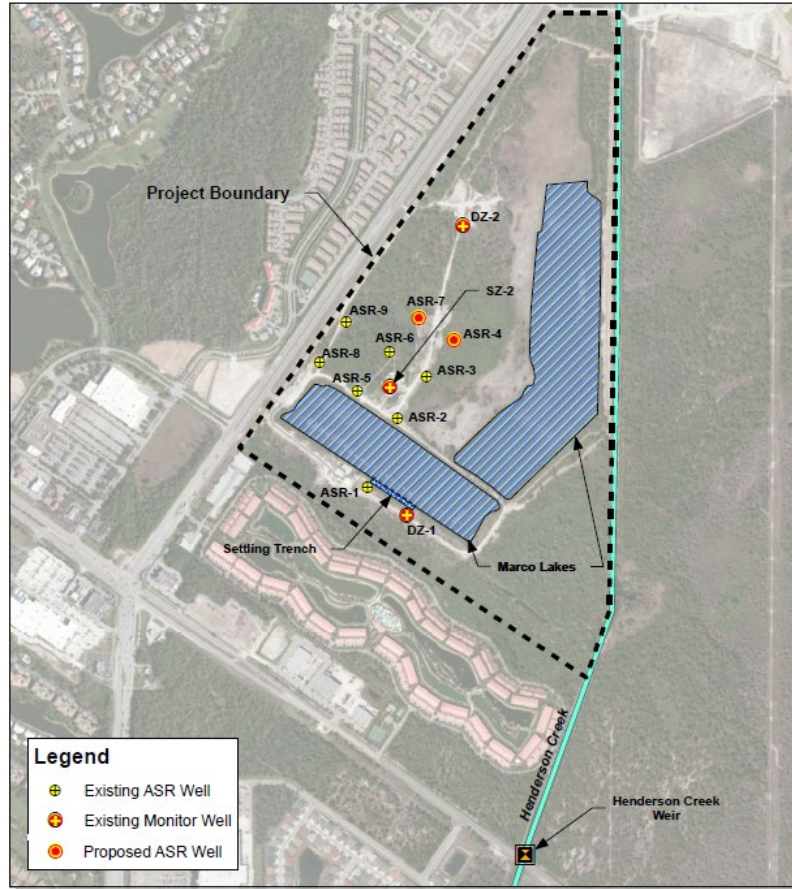 Project Boundary
DZ-2
SZ-2
ASR-7
ASR-9
ASR-6
ASR-4
ASR-8
ASR-3
ASR-5
ASR-2
ASR-1
DZ-1
Settling Trench
Marco Lakes
Henderson Creek
Legend
Existing ASR Well
Existing Monitor Well
Proposed ASR Well
Henderson Creek
Weir